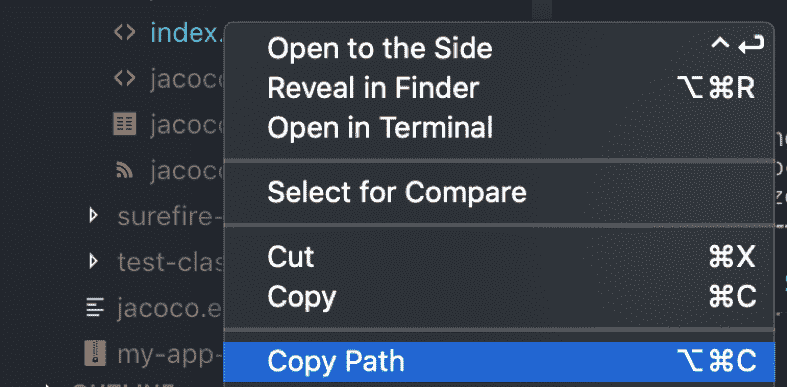 index.
Open to the Side ^ ↩
jacoco
Reveal in Finder ⌥⌘R
jacoco
Open in Terminal
jacoco
Select for Compare
surefire-
Cut ⌘X
test-clas
Copy ⌘C
jacoco.e
my-app-
Copy Path ⌥⌘C